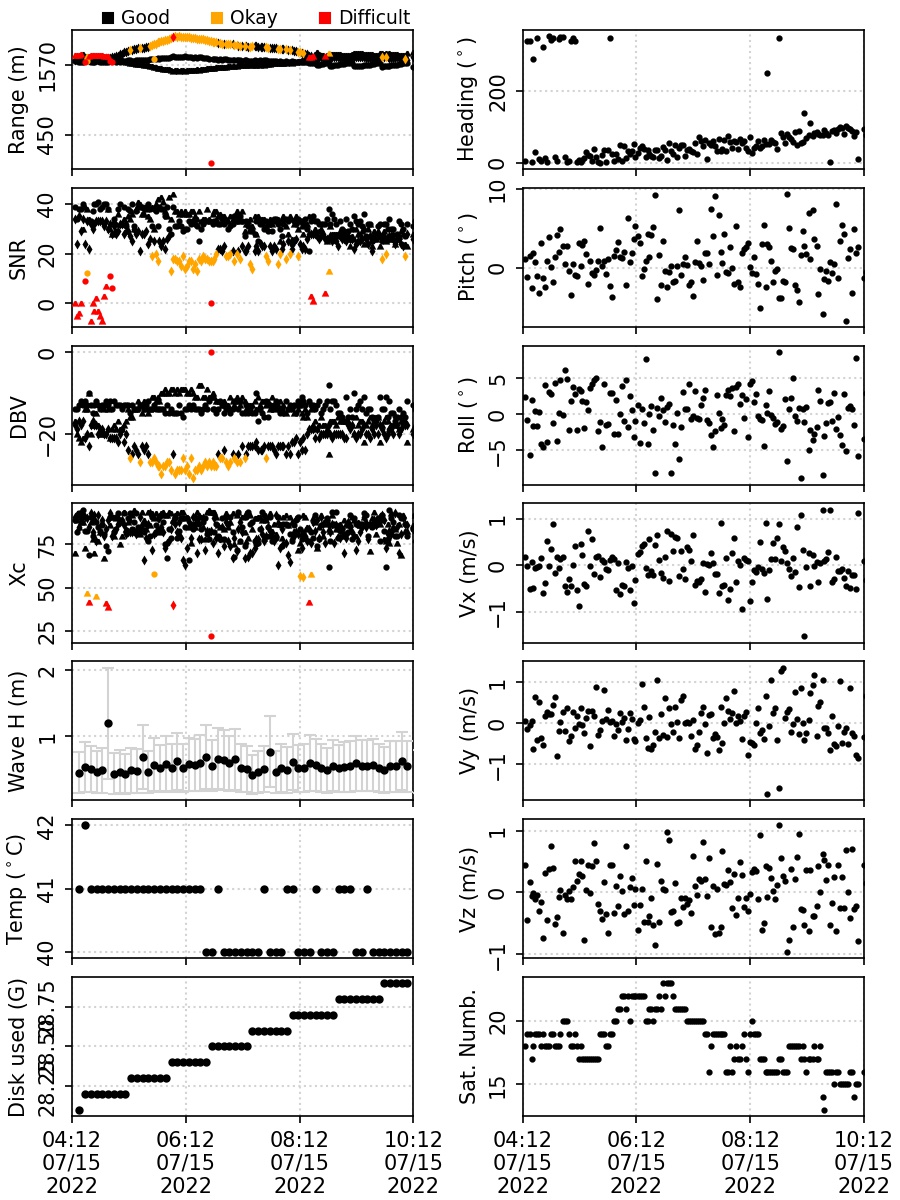 Good Okay Difficult
Range (m)
1570
450
Heading (°)
200
0
SNR
40
20
0
Pitch (°)
10
0
DBV
0
−20
Roll (°)
5
0
−5
Xc
75
50
25
Vx (m/s)
1
0
−1
Wave H (m)
2
1
Vy (m/s)
1
0
−1
Temp (°C)
42
41
40
Vz (m/s)
1
0
−1
Disk used (G)
28.75
28.50
28.25
Sat. Numb.
20
15
04:12 06:12 08:12 10:12 04:12 06:12 08:12 10:12
07/15 07/15 07/15 07/15 07/15 07/15 07/15 07/15
2022 2022 2022 2022 2022 2022 2022 2022